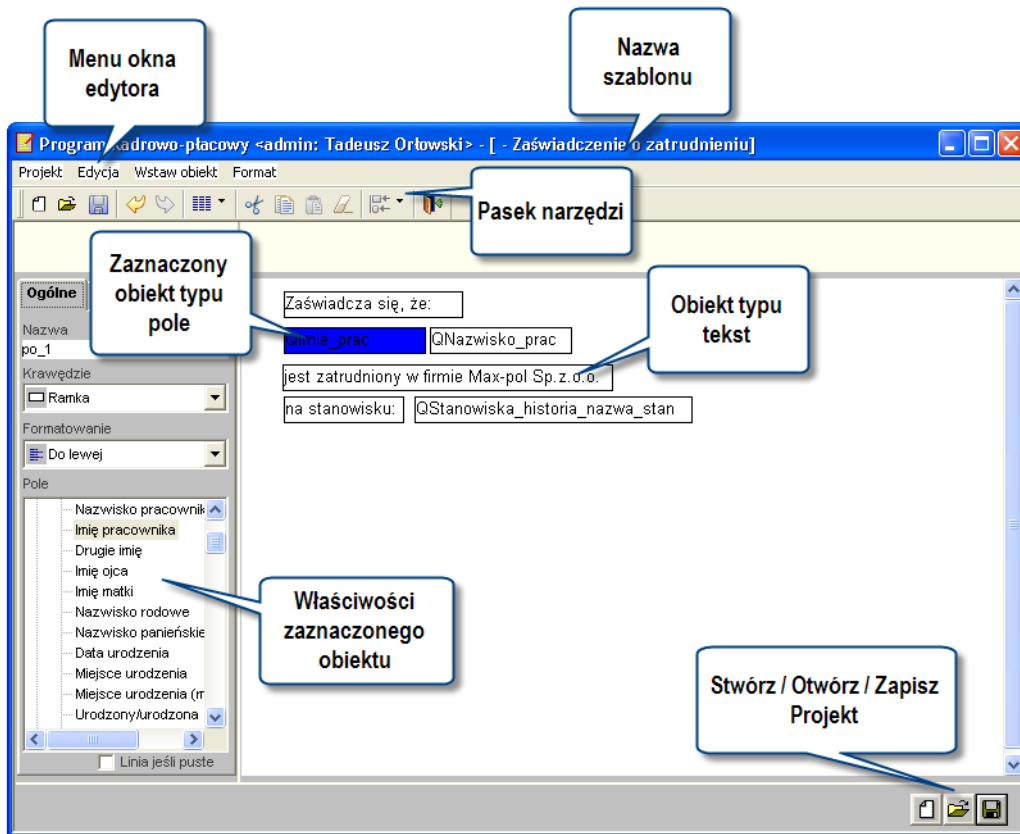 Menu okna
edytora
Nazwa
szablonu
Program kadrowo-płacowy <admin: Tadeusz Orłowski> - [ - Zaświadczenie o zatrudnieniu]
Projekt Edycja Wstaw obiekt Format
Pasek narzędzi
Zaznaczony
obiekt typu
pole
Obiekt typu
tekst
Ogólne
Nazwa
po_1
Krawędzie
Ramka
Formatowanie
Do lewej
Pole
Nazwisko pracownik
Imię pracownika
Drugie imię
Imię ojca
Imię matki
Nazwisko rodowe
Nazwisko panieńskie
Data urodzenia
Miejsce urodzenia
Miejsce urodzenia (m
Urodzony/urodzona
Linia jeśli puste
Zaświadcza się, że:
QImie_prac QNazwisko_prac
jest zatrudniony w firmie Max-pol Sp.z.o.o.
na stanowisku: QStanowiska_historia_nazwa_stan
Właściwości
zaznaczonego
obiektu
Stwórz / Otwórz / Zapisz
Projekt